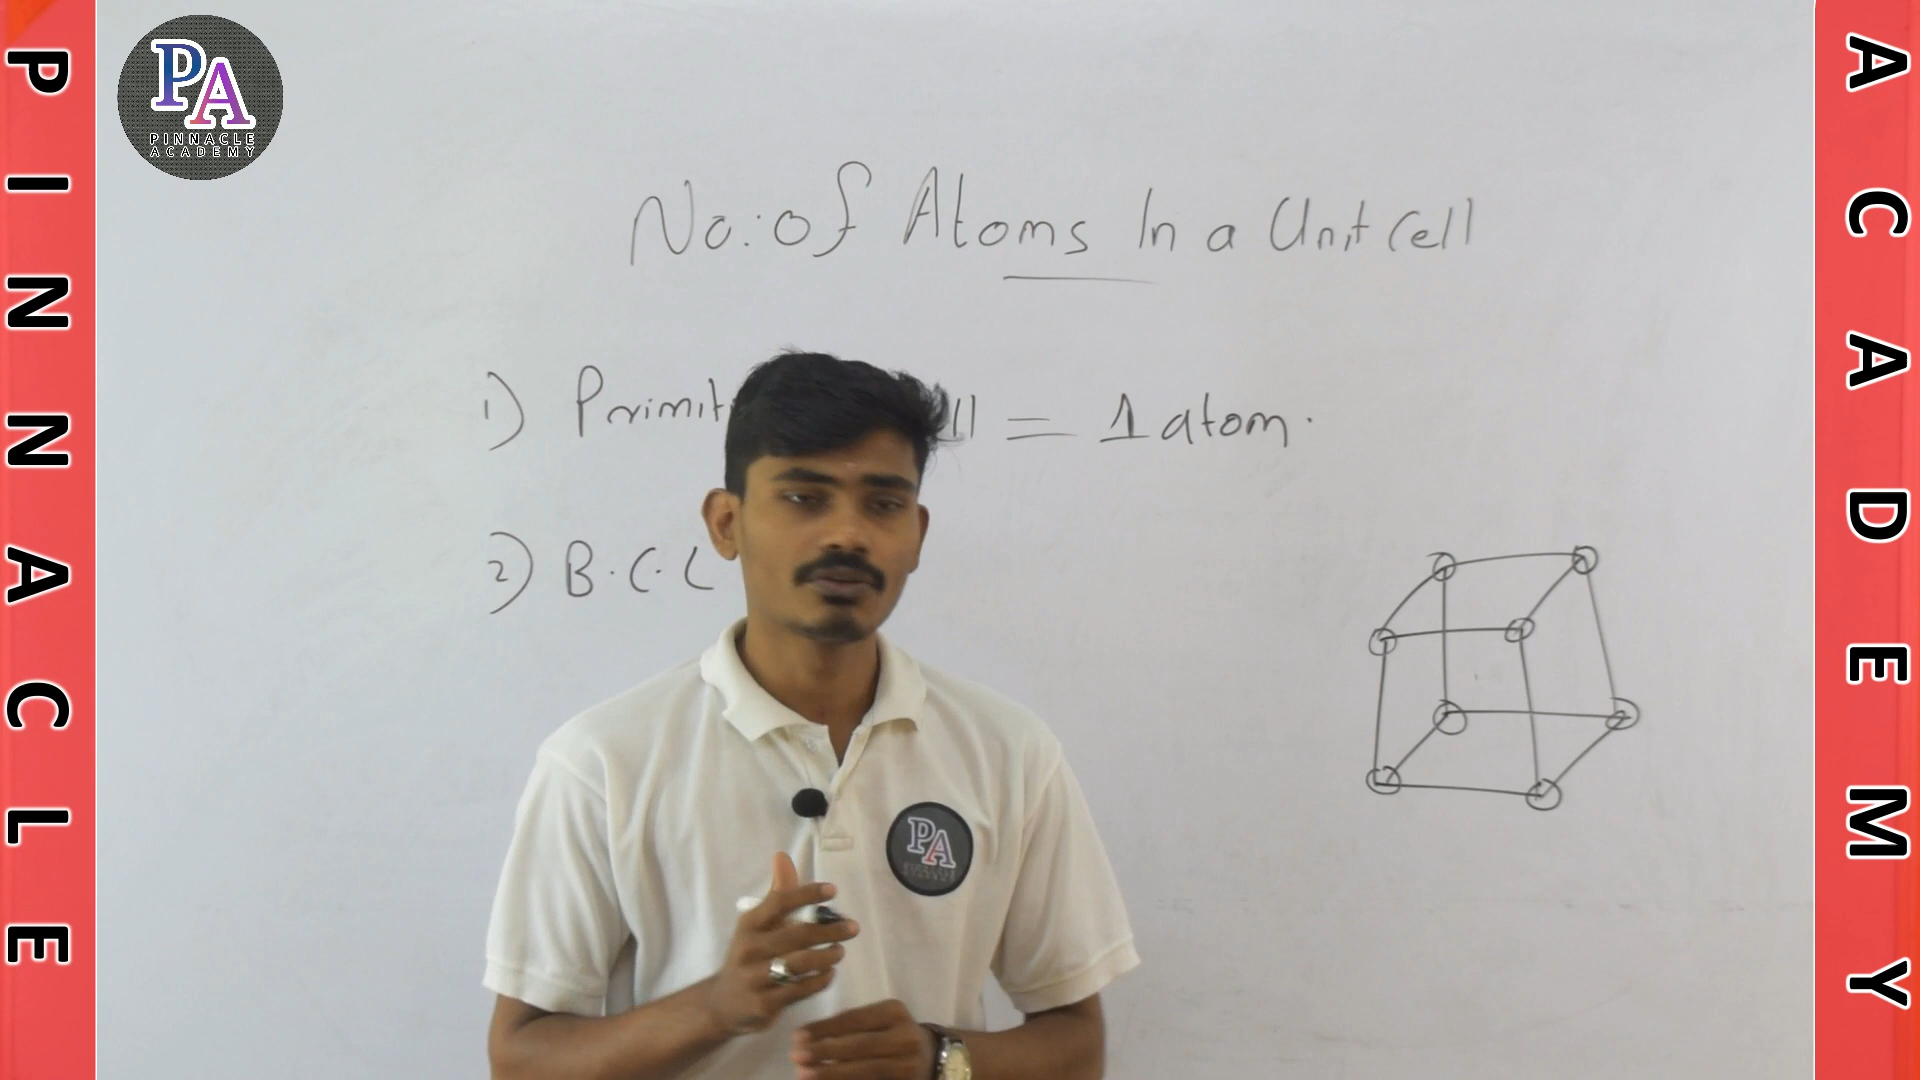 PINNACLE
PA
PINNACLE
ACADEMY
No. of Atoms In a Unit Cell
1) Primit ll = 1 atom.
2) B.C.C
PA
ACADEMY